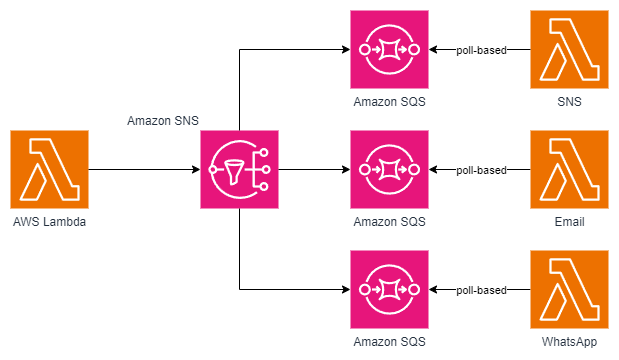 Amazon SQS
poll-based
SNS
Amazon SNS
AWS Lambda
Amazon SQS
poll-based
Email
Amazon SQS
poll-based
WhatsApp